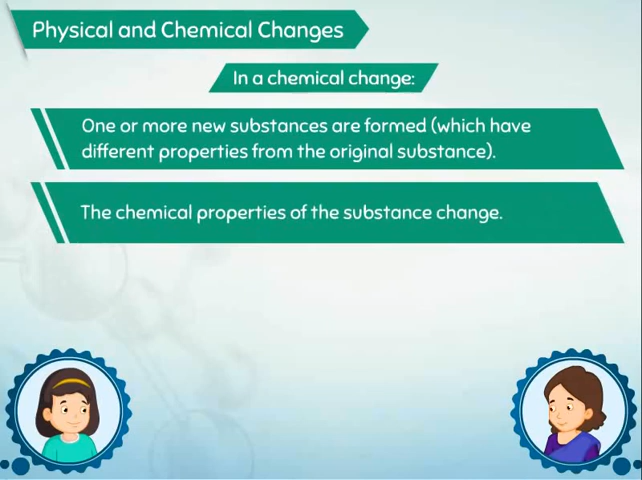 Physical and Chemical Changes
In a chemical change:
One or more new substances are formed (which have
different properties from the original substance).
The chemical properties of the substance change.